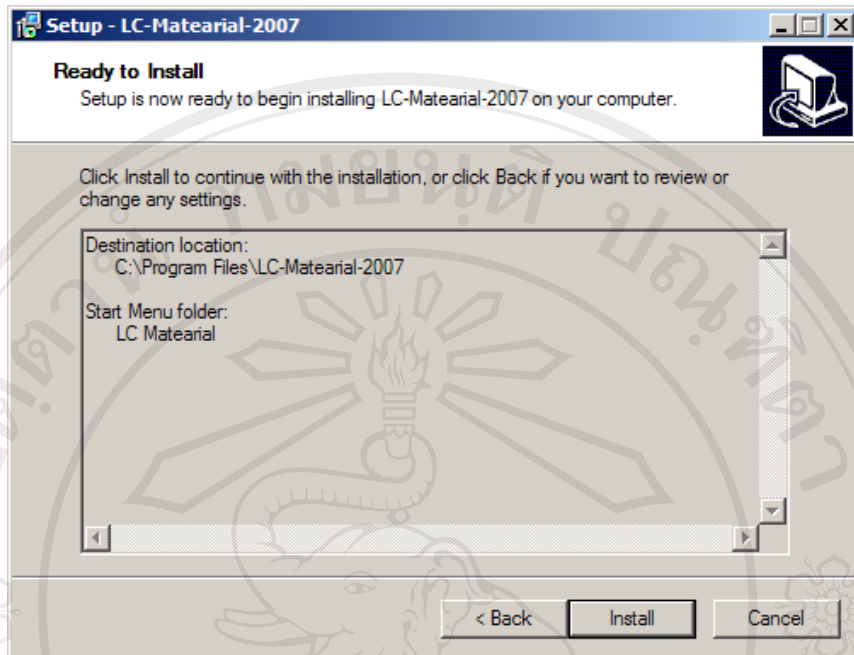 Setup - LC-Matearial-2007
Ready to Install
Setup is now ready to begin installing LC-Matearial-2007 on your computer.
Click Install to continue with the installation, or click Back if you want to review or
change any settings.
Destination location:
C:\Program Files\LC-Matearial-2007
Start Menu folder:
LC Matearial
< Back
Install
Cancel